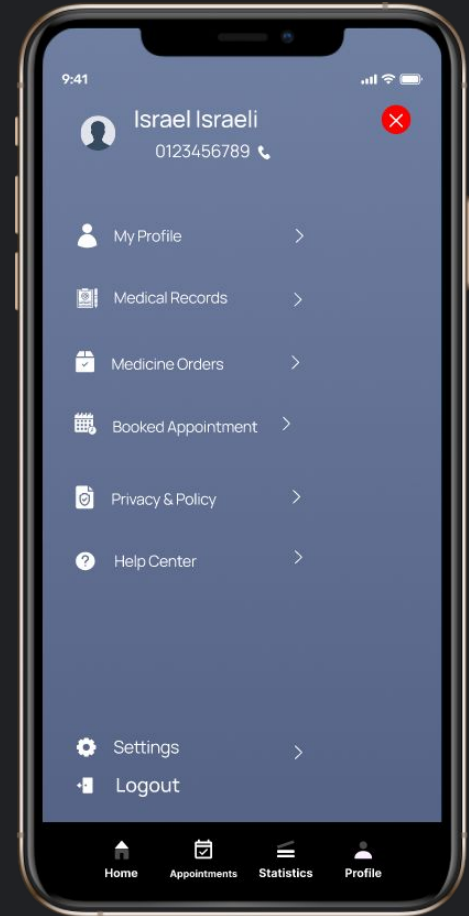 9:41
Israel Israeli
0123456789
My Profile
Medical Records
Medicine Orders
Booked Appointment
Privacy & Policy
Help Center
Settings
Logout
Home Appointments Statistics Profile